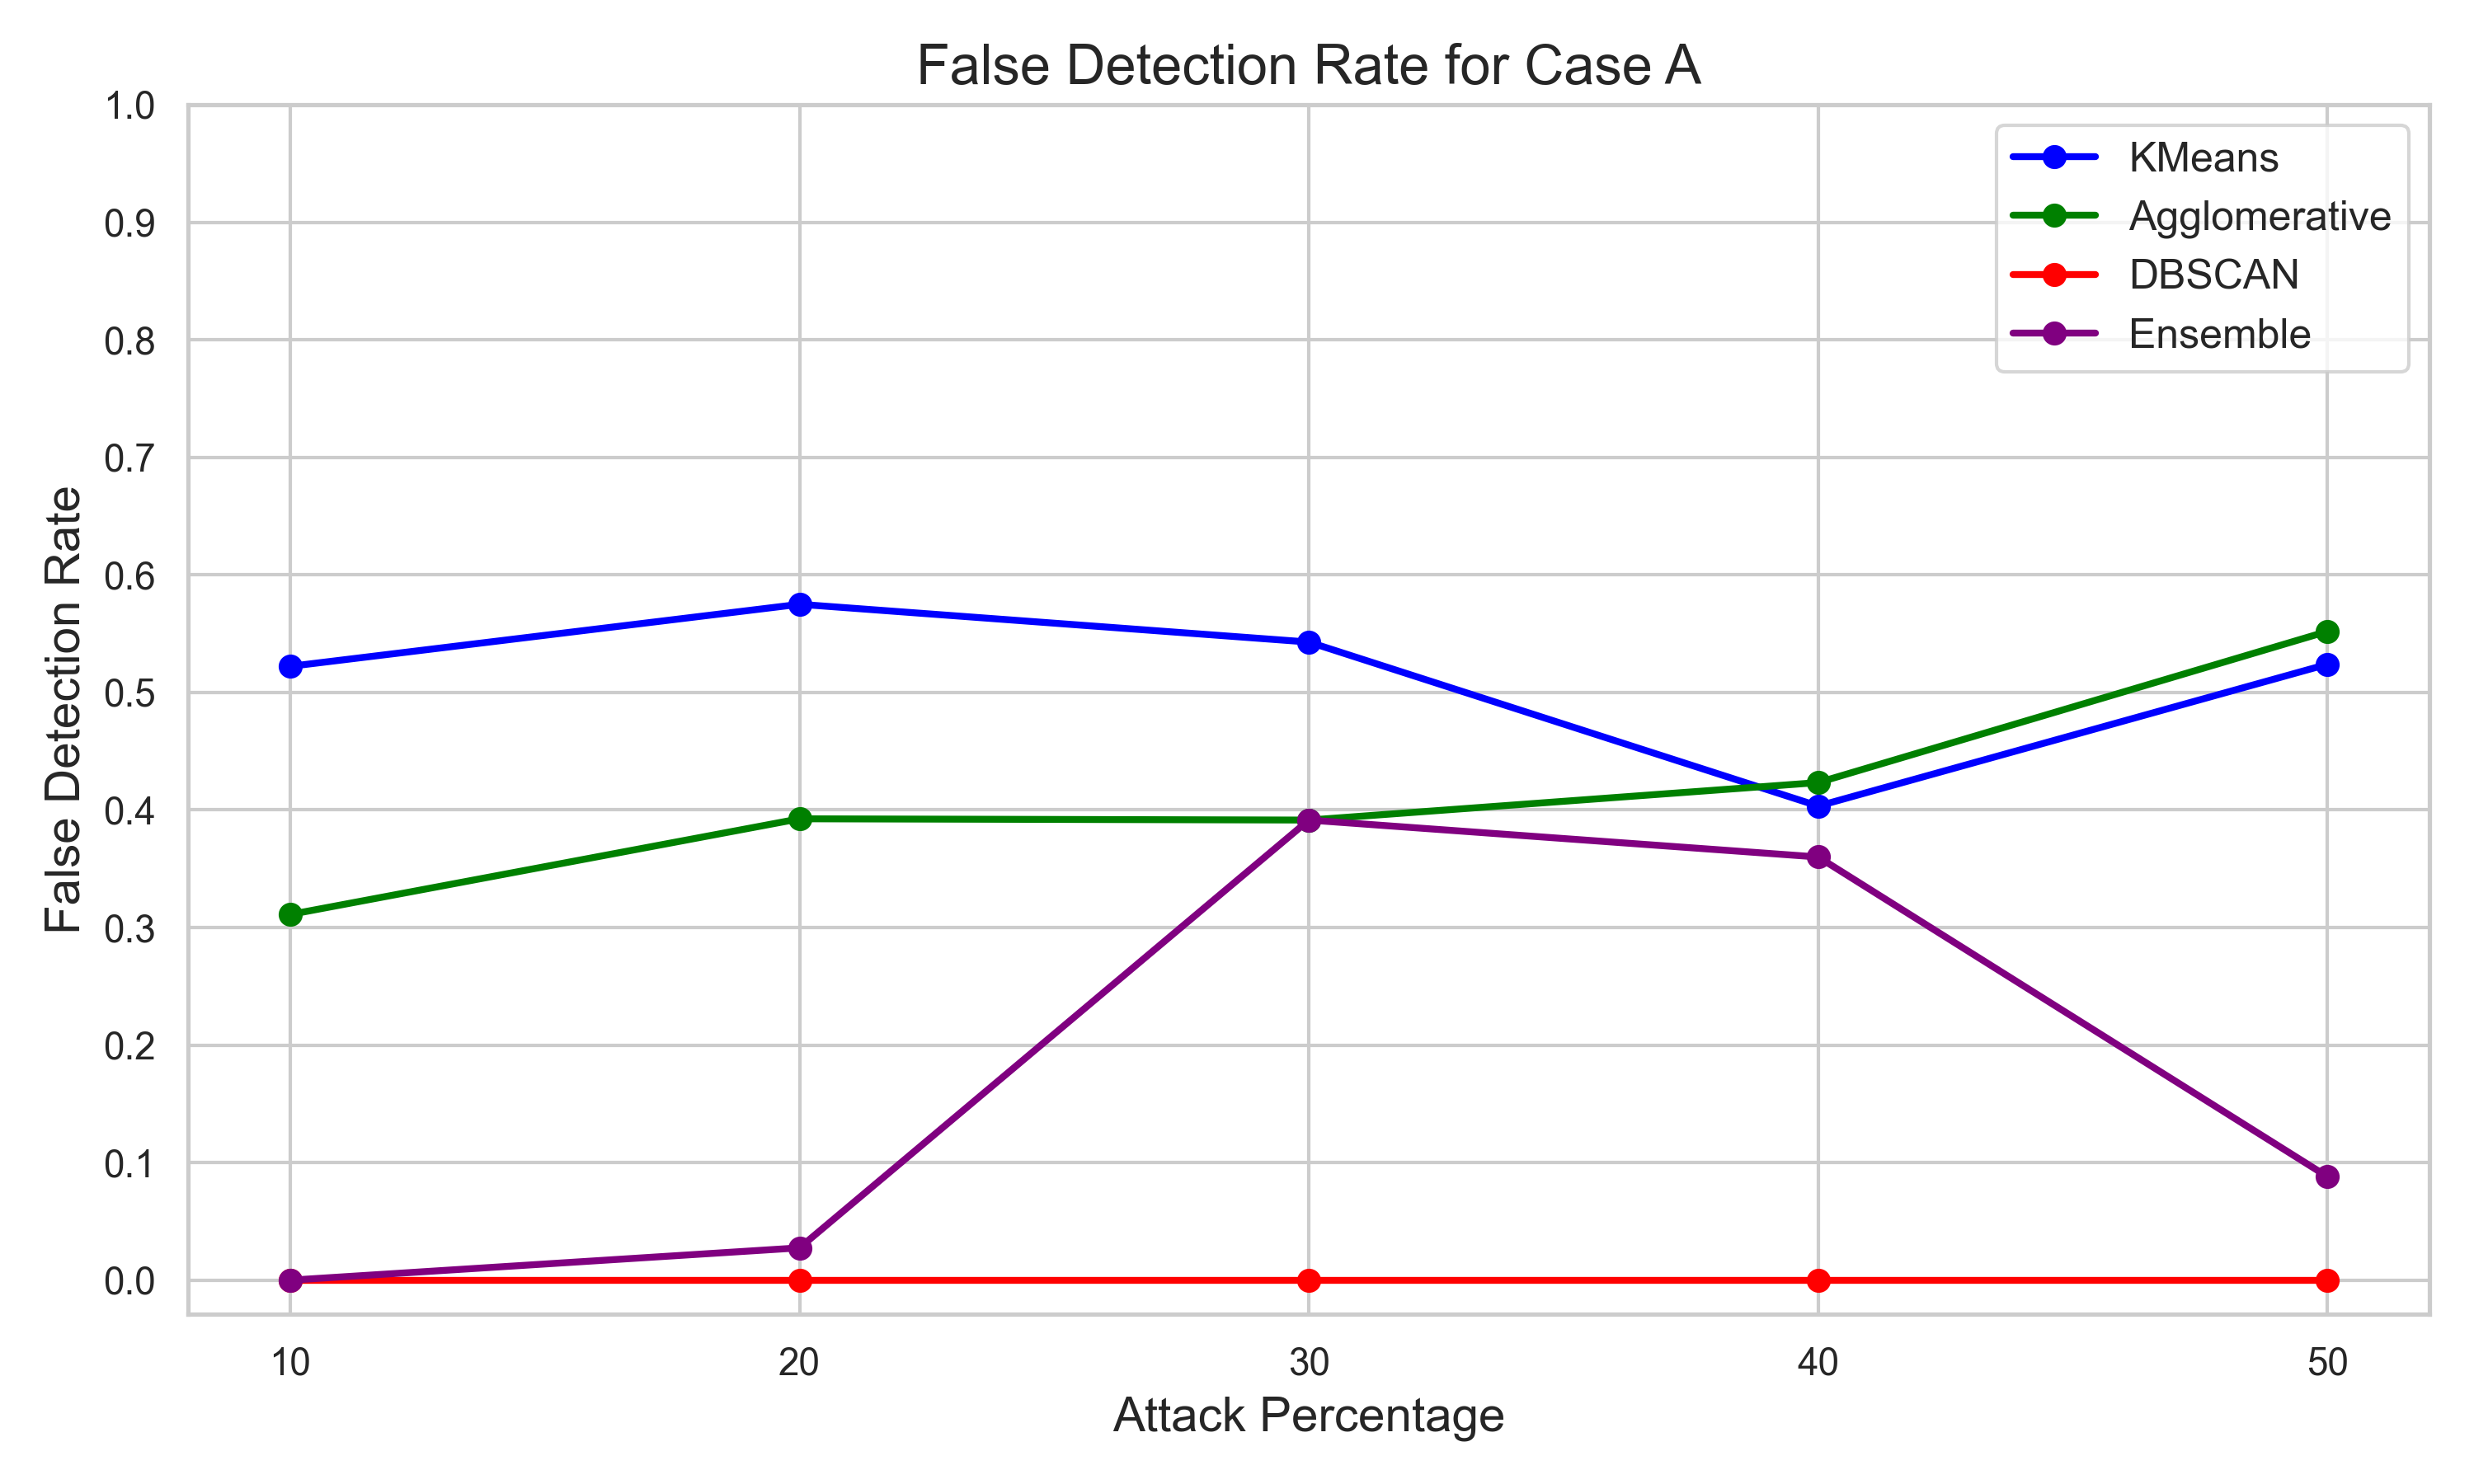 False Detection Rate for Case A
1.0
0.9
0.8
0.7
0.6
0.5
0.4
0.3
0.2
0.1
0.0
False Detection Rate
KMeans
Agglomerative
DBSCAN
Ensemble
10 20 30 40 50
Attack Percentage